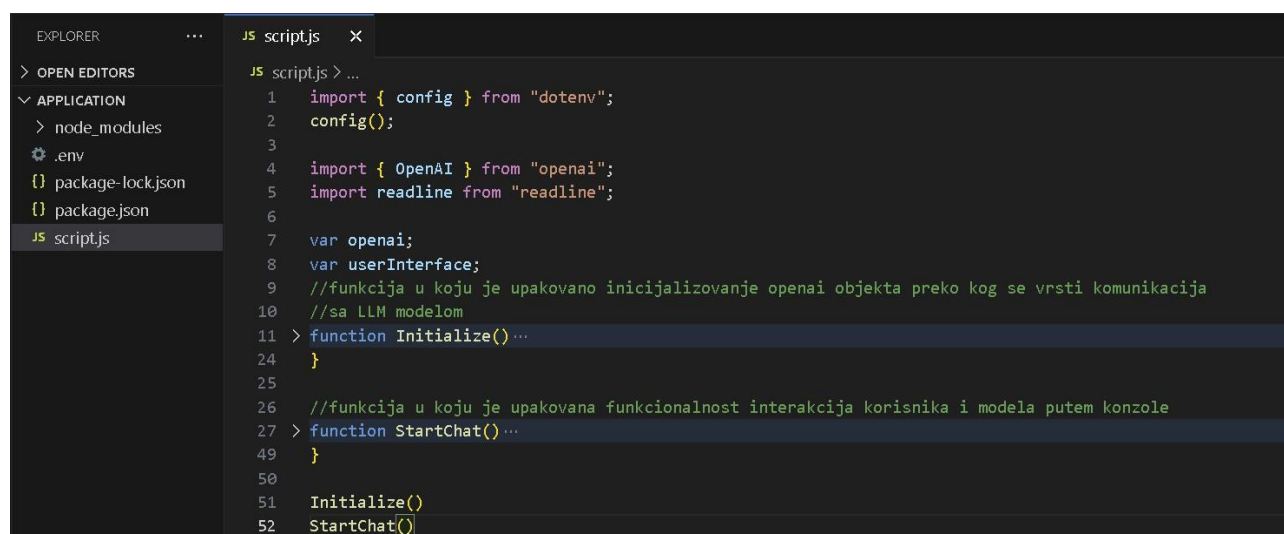 EXPLORER ...
> OPEN EDITORS
APPLICATION
> node_modules
.env
{} package-lock.json
{} package.json
JS script.js
JS script.js X
JS script.js > ...
1 import { config } from "dotenv";
2 config();
3
4 import { OpenAI } from "openai";
5 import readline from "readline";
6
7 var openai;
8 var userInterface;
9 //funkcija u koju je upakovano inicijalizovanje openai objekta preko kog se vrsti komunikacija
10 //sa LLM modelom
11 > function Initialize()...
24 }
25
26 //funkcija u koju je upakovana funkcionalnost interakcija korisnika i modela putem konzole
27 > function StartChat()...
49 }
50
51 Initialize()
52 StartChat()